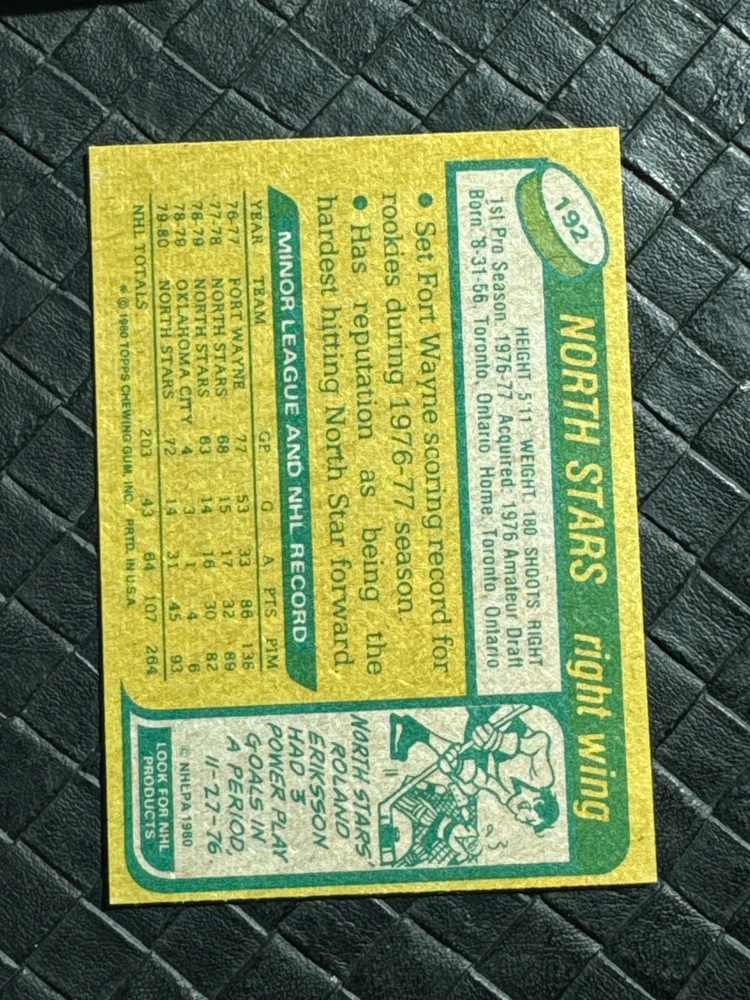 192
NORTH STARS right wing
HEIGHT 5'11 WEIGHT 180 SHOOTS RIGHT
1st Pro Season: 1976-77 Acquired: 1976 Amateur Draft
Born: 8-31-56, Toronto, Ontario Home: Toronto, Ontario
• Set Fort Wayne scoring record for
rookies during 1976-77 season.
• Has reputation as being the
hardest hitting North Star forward.
MINOR LEAGUE AND NHL RECORD
YEAR TEAM GP G A PTS PIM
76-77 FORT WAYNE 77 53 33 86 136
77-78 NORTH STARS 68 15 17 32 69
78-79 NORTH STARS 63 14 16 30 82
78-79 OKLAHOMA CITY 4 3 1 4 6
79-80 NORTH STARS 72 14 31 45 93
NHL TOTALS 203 43 64 107 264
* © 1980 TOPPS CHEWING GUM, INC. PRTD. IN U.S.A.
NORTH STARS'
ROLAND
ERIKSSON
HAD 3
POWER PLAY
GOALS IN
A PERIOD,
11-27-76.
© NHLPA 1980
LOOK FOR NHL
PRODUCTS